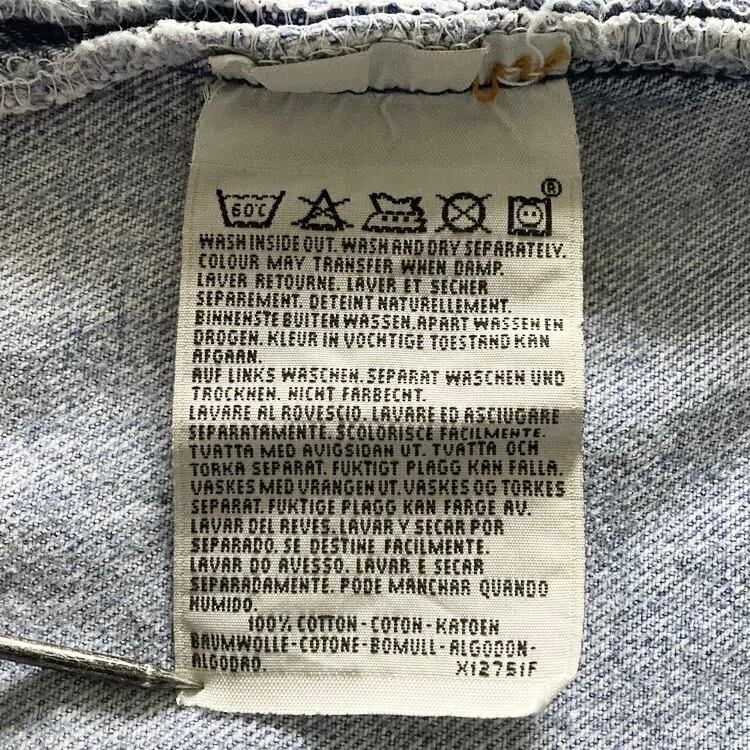 60C
®
WASH INSIDE OUT. WASH AND DRY SEPARATELY.
COLOUR MAY TRANSFER WHEN DAMP.
LAVER RETOURNE. LAVER ET SECHER
SEPAREMENT. DETEINT NATURELLEMENT.
BINNENSTE BUITEN WASSEN. APART WASSEN EN
DROGEN. KLEUR IN VOCHTIGE TOESTAND KAN
AFGAAN.
AUF LINKS WASCHEN. SEPARAT WASCHEN UND
TROCKNEN. NICHT FARBECHT.
LAVARE AL ROVESCIO. LAVARE ED ASCIUGARE
SEPARATAMENTE. SCOLORISCE FACILMENTE.
TVATTA MED AVIGSIDAN UT. TVATTA OCH
TORKA SEPARAT. FUKTIGT PLAGG KAN FALLA.
VASKES MED VRANGEN UT. VASKES OG TORKES
SEPARAT. FUKTIGE PLAGG KAN FARGE AV.
LAVAR DEL REVES. LAVAR Y SECAR POR
SEPARADO. SE DESTINE FACILMENTE.
LAVAR DO AVESSO. LAVAR E SECAR
SEPARADAMENTE. PODE MANCHAR QUANDO
HUMIDO.
100% COTTON - COTON - KATOEN
BAUMWOLLE - COTONE - BOMULL - ALGODON -
ALGODRO. X12751F